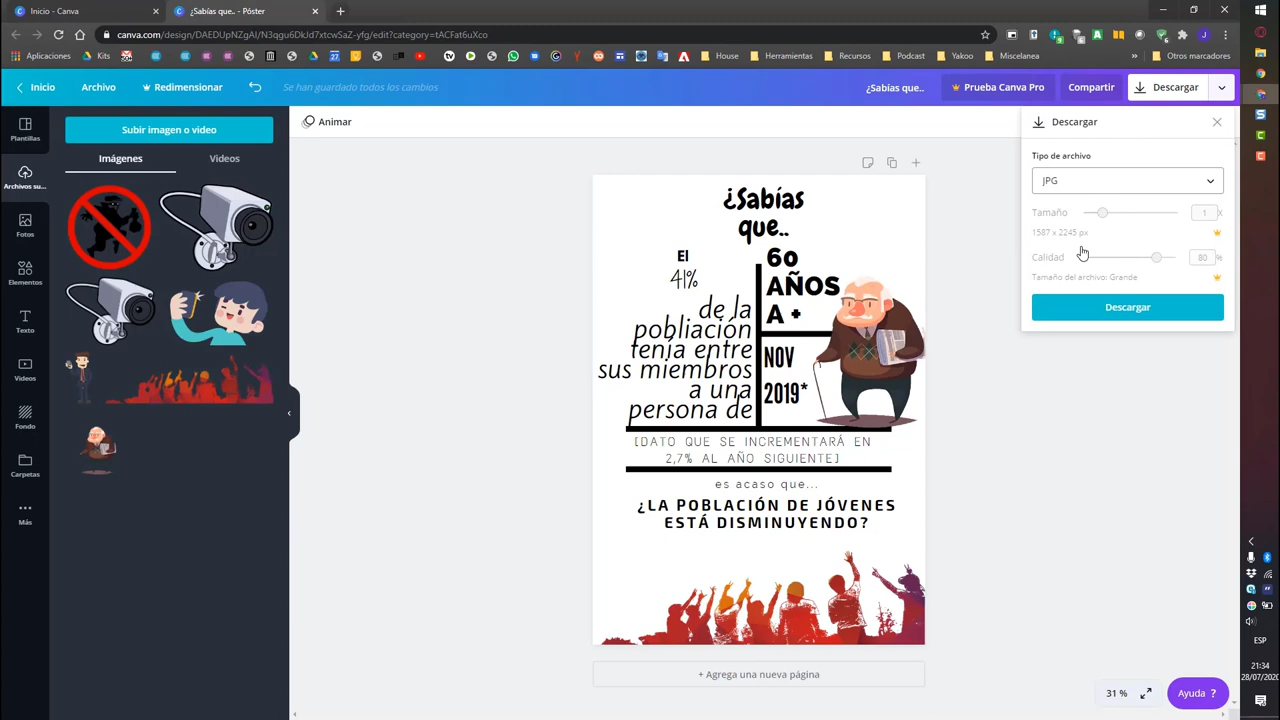 Inicio - Canva
¿Sabías que.. - Póster
canva.com/design/DAEDUpNZgAI/N3qgu6DkJd7xtcwSaZ-yfg/edit?category=tACFat6uXco
Aplicaciones
Kits
House
Herramientas
Recursos
Podcast
Yakoo
Miscelanea
»
Otros marcadores
Inicio
Archivo
Redimensionar
Se han guardado todos los cambios
¿Sabías que..
Prueba Canva Pro
Compartir
Descargar
Plantillas
Archivos su...
Fotos
Elementos
Texto
Videos
Fondo
Carpetas
Más
Subir imagen o video
Imágenes
Videos
Animar
¿Sabías
que..
El
41%
de la
pobliación
tenía entre
sus miembros
a una
persona de
60
AÑOS
A +
NOV
2019*
[DATO QUE SE INCREMENTARÁ EN
2,7% AL AÑO SIGUIENTE]
es acaso que...
¿LA POBLACIÓN DE JÓVENES
ESTÁ DISMINUYENDO?
+ Agrega una nueva página
Descargar
Tipo de archivo
JPG
Tamaño
1 X
1587 x 2245 px
Calidad
80 %
Tamaño del archivo: Grande
Descargar
31 %
Ayuda ?
ESP
21:34
28/07/2020